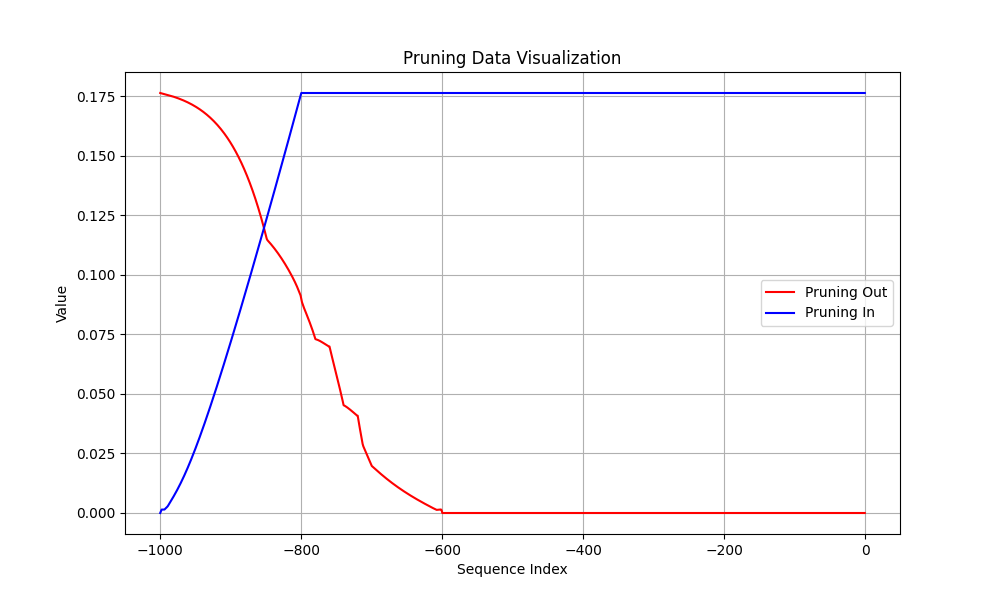 Pruning Data Visualization
0.175
0.150
0.125
0.100
0.075
0.050
0.025
0.000
Value
Pruning Out
Pruning In
−1000 −800 −600 −400 −200 0
Sequence Index